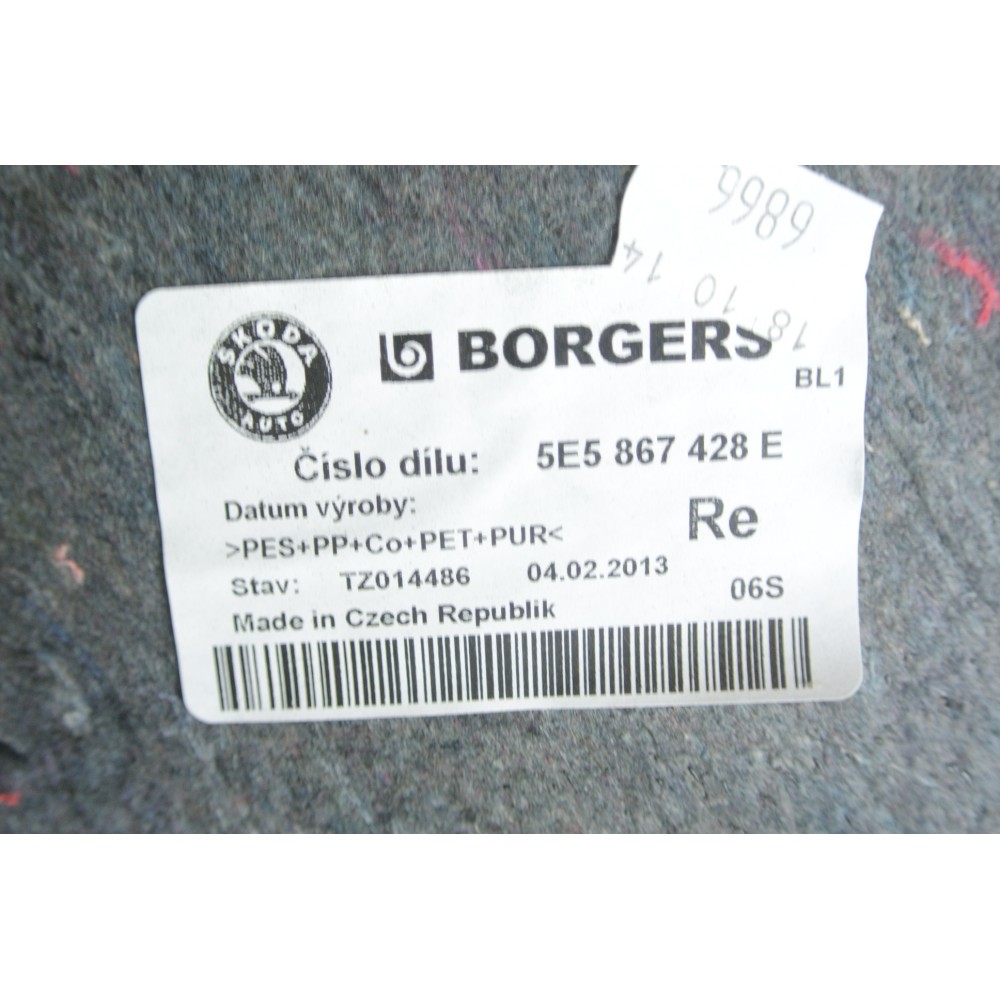 6866
18 10 14
ŠKODA
AUTO
BORGERS
BL1
Číslo dílu: 5E5 867 428 E
Datum výroby:
Re
>PES+PP+Co+PET+PUR<
Stav: TZ014486 04.02.2013
06S
Made in Czech Republik